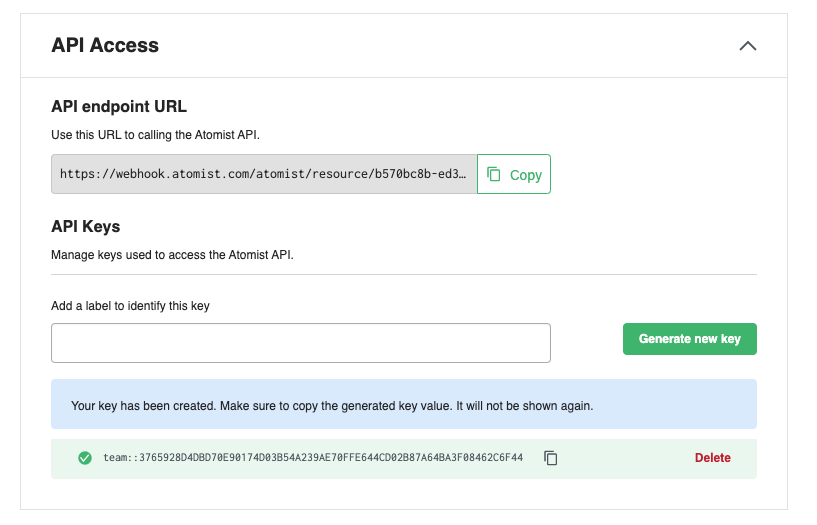 API Access
API endpoint URL
Use this URL to calling the Atomist API.
https://webhook.atomist.com/atomist/resource/b570bc8b-ed3…
Copy
API Keys
Manage keys used to access the Atomist API.
Add a label to identify this key
Generate new key
Your key has been created. Make sure to copy the generated key value. It will not be shown again.
team::3765928D4DBD70E90174D03B54A239AE70FFE644CD02B87A64BA3F08462C6F44
Delete